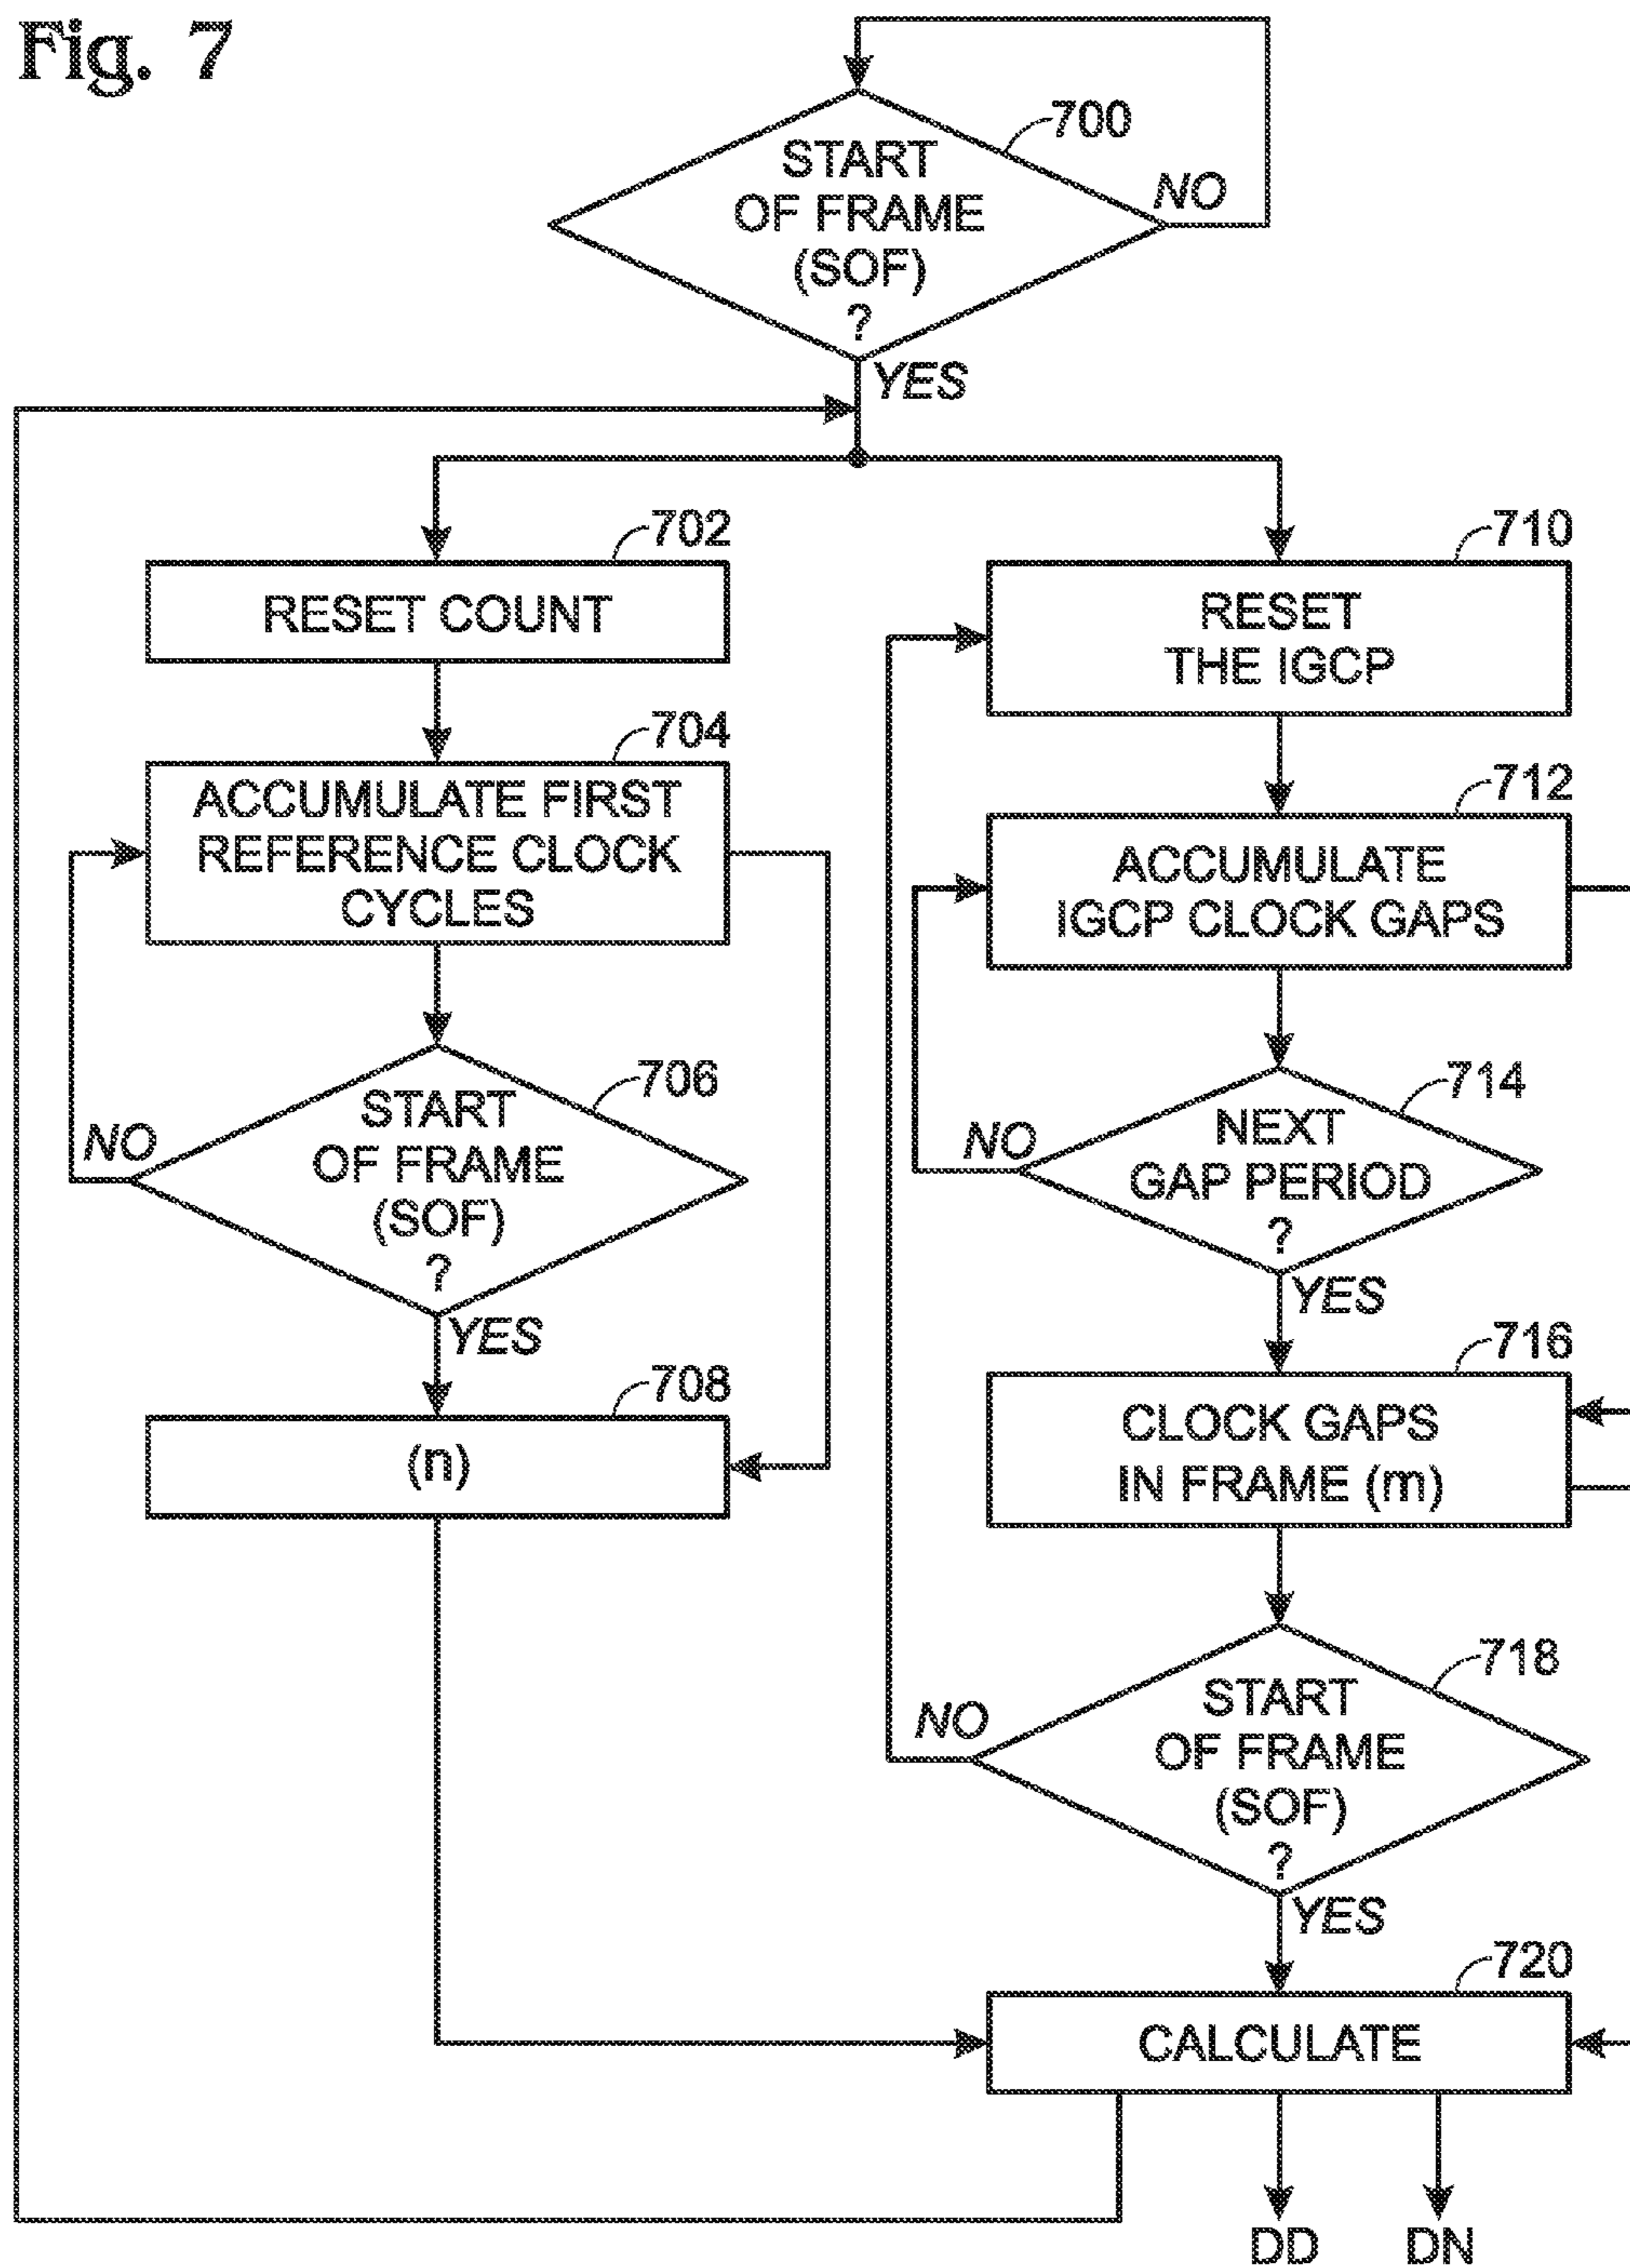 Fig. 7
700
START
OF FRAME
(SOF)
?
NO
YES
702
RESET COUNT
704
ACCUMULATE FIRST
REFERENCE CLOCK
CYCLES
706
START
OF FRAME
(SOF)
?
NO
YES
708
(n)
710
RESET
THE IGCP
712
ACCUMULATE
IGCP CLOCK GAPS
714
NEXT
GAP PERIOD
?
NO
YES
716
CLOCK GAPS
IN FRAME (m)
718
START
OF FRAME
(SOF)
?
NO
YES
720
CALCULATE
DD
DN